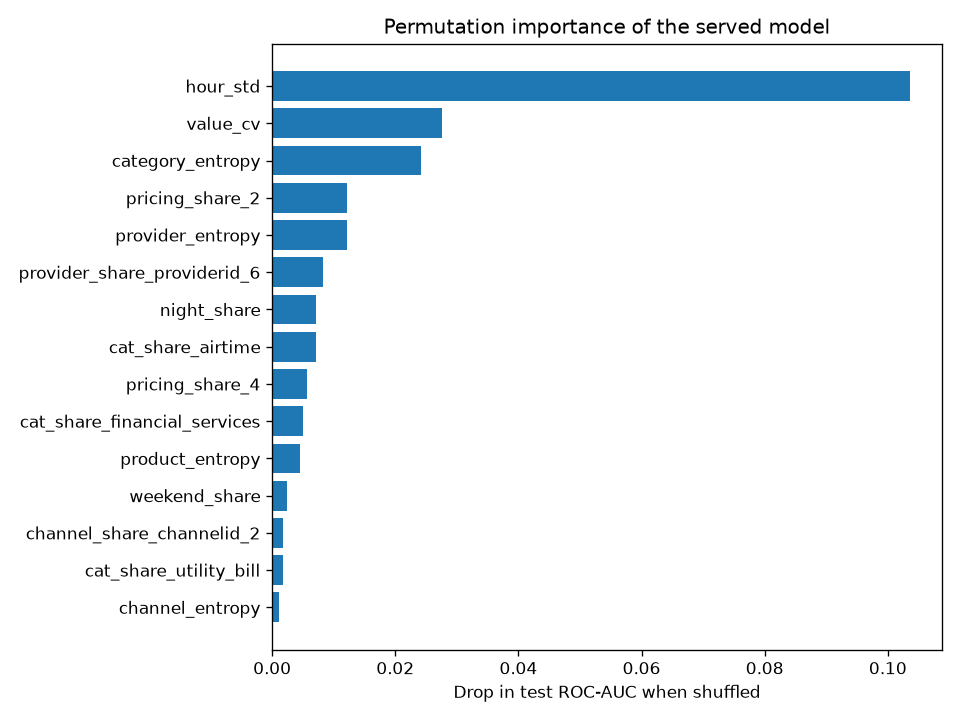 Permutation importance of the served model
hour_std
value_cv
category_entropy
pricing_share_2
provider_entropy
provider_share_providerid_6
night_share
cat_share_airtime
pricing_share_4
cat_share_financial_services
product_entropy
weekend_share
channel_share_channelid_2
cat_share_utility_bill
channel_entropy
0.00 0.02 0.04 0.06 0.08 0.10
Drop in test ROC-AUC when shuffled